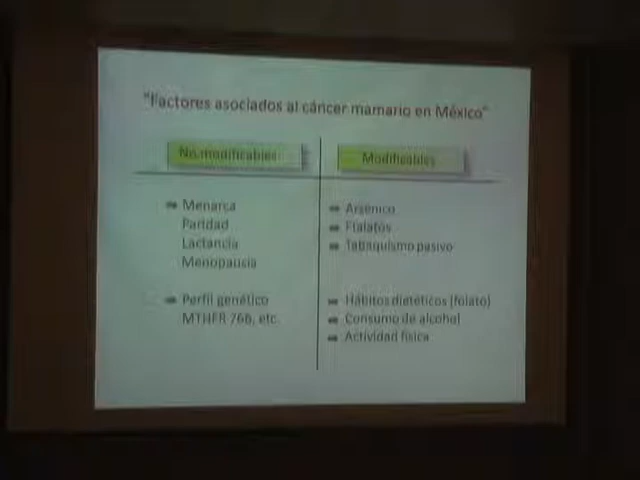 "Factores asociados al cáncer mamario en México"
No modificables
Modificables
Menarca
Paridad
Lactancia
Menopausia
Perfil genético
MTHFR 766, etc.
Arsénico
Ftalatos
Tabaquismo pasivo
Hábitos dietéticos (folato)
Consumo de alcohol
Actividad física